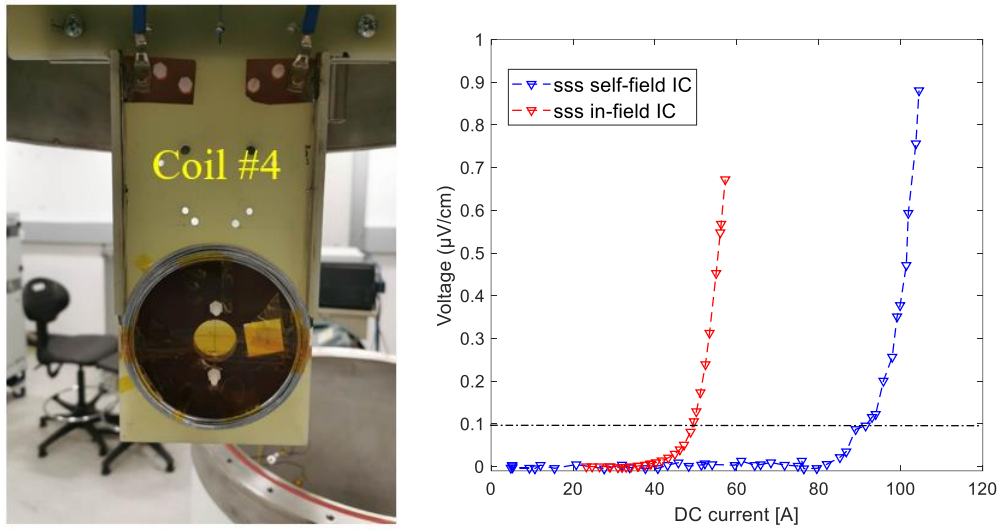 Coil #4
1
0.9
0.8
0.7
0.6
0.5
0.4
0.3
0.2
0.1
0
Voltage (µV/cm)
sss self-field IC
sss in-field IC
0 20 40 60 80 100 120
DC current [A]